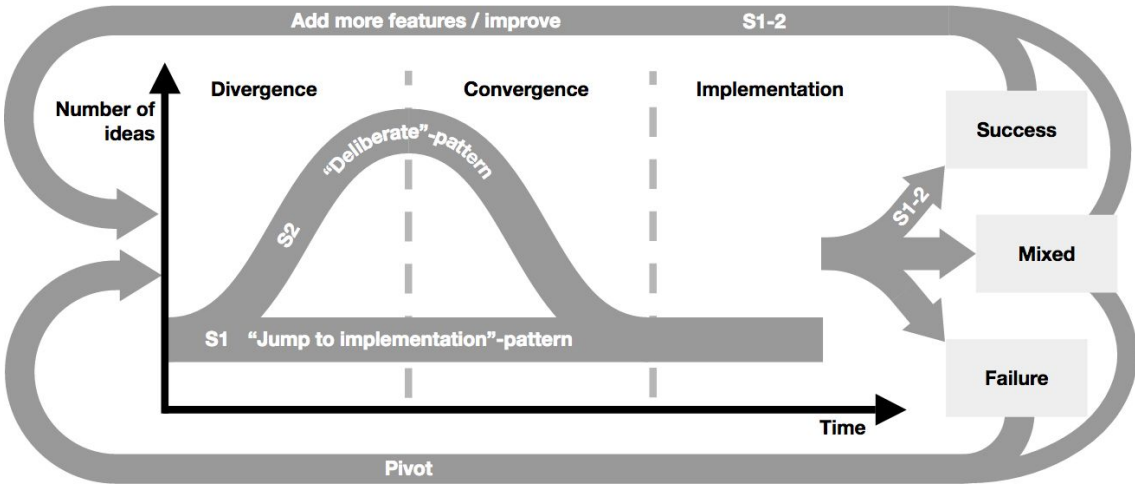 Add more features / improve S1-2
Divergence Convergence Implementation
Number of
ideas
"Deliberate"-pattern
S2
S1 "Jump to implementation"-pattern
S1-2
Success
Mixed
Failure
Time
Pivot